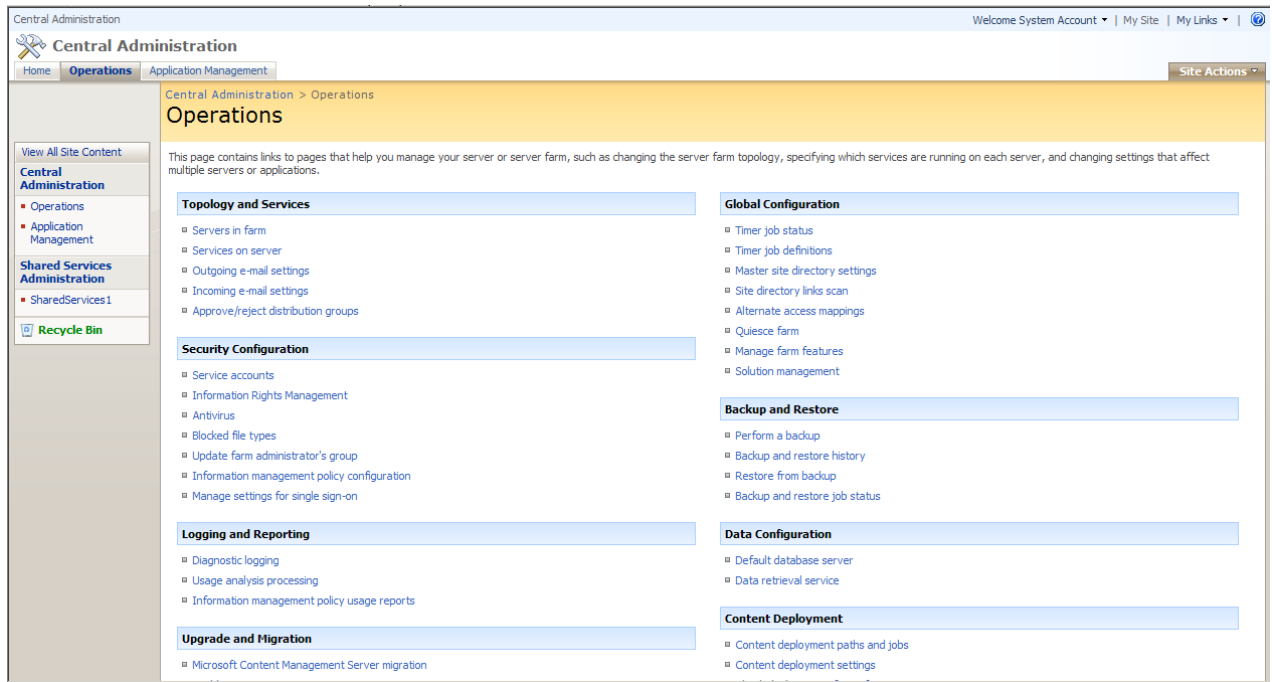 Central Administration
Welcome System Account | My Site | My Links |
Central Administration
Home Operations Application Management
Site Actions
Central Administration > Operations
Operations
View All Site Content
Central
Administration
Operations
Application
Management
Shared Services
Administration
SharedServices1
Recycle Bin
This page contains links to pages that help you manage your server or server farm, such as changing the server farm topology, specifying which services are running on each server, and changing settings that affect
multiple servers or applications.
Topology and Services
Servers in farm
Services on server
Outgoing e-mail settings
Incoming e-mail settings
Approve/reject distribution groups
Security Configuration
Service accounts
Information Rights Management
Antivirus
Blocked file types
Update farm administrator's group
Information management policy configuration
Manage settings for single sign-on
Logging and Reporting
Diagnostic logging
Usage analysis processing
Information management policy usage reports
Upgrade and Migration
Microsoft Content Management Server migration
Global Configuration
Timer job status
Timer job definitions
Master site directory settings
Site directory links scan
Alternate access mappings
Quiesce farm
Manage farm features
Solution management
Backup and Restore
Perform a backup
Backup and restore history
Restore from backup
Backup and restore job status
Data Configuration
Default database server
Data retrieval service
Content Deployment
Content deployment paths and jobs
Content deployment settings